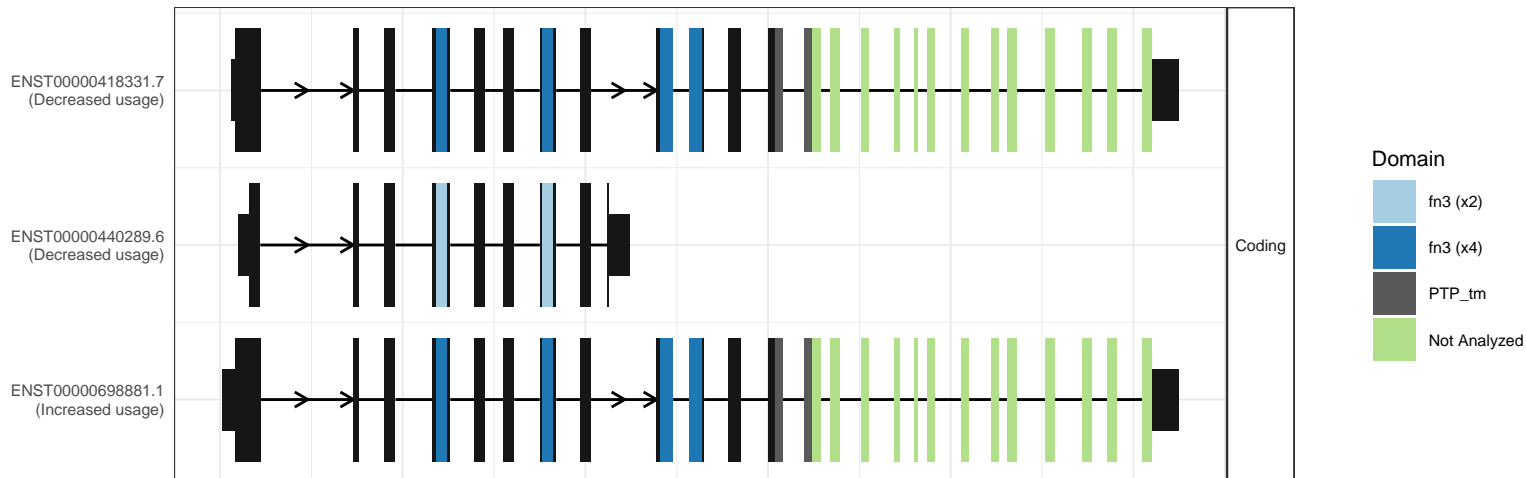 ENST00000418331.7
(Decreased usage)
ENST00000440289.6
(Decreased usage)
ENST00000698881.1
(Increased usage)
Coding
Domain
fn3 (x2)
fn3 (x4)
PTP_tm
Not Analyzed